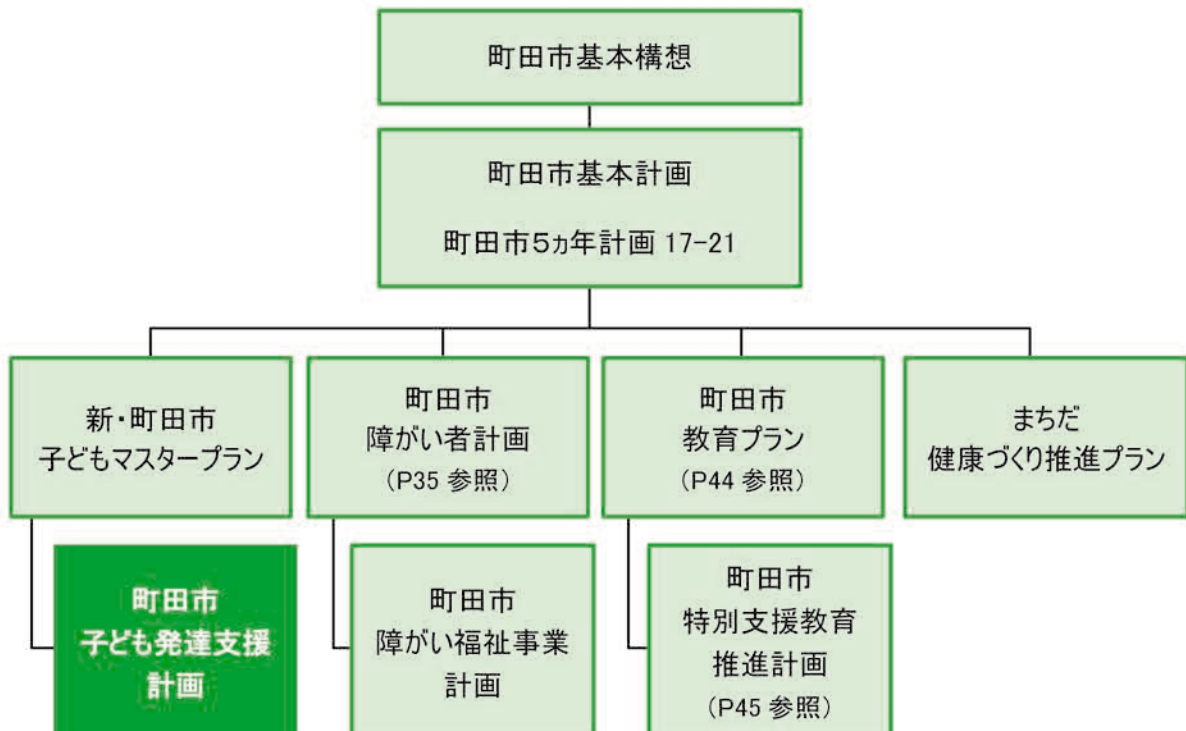 町田市基本構想
町田市基本計画
町田市5ヵ年計画 17-21
新・町田市
子どもマスタープラン
町田市
障がい者計画
（P35 参照）
町田市
教育プラン
（P44 参照）
まちだ
健康づくり推進プラン
町田市
子ども発達支援
計画
町田市
障がい福祉事業
計画
町田市
特別支援教育
推進計画
（P45 参照）